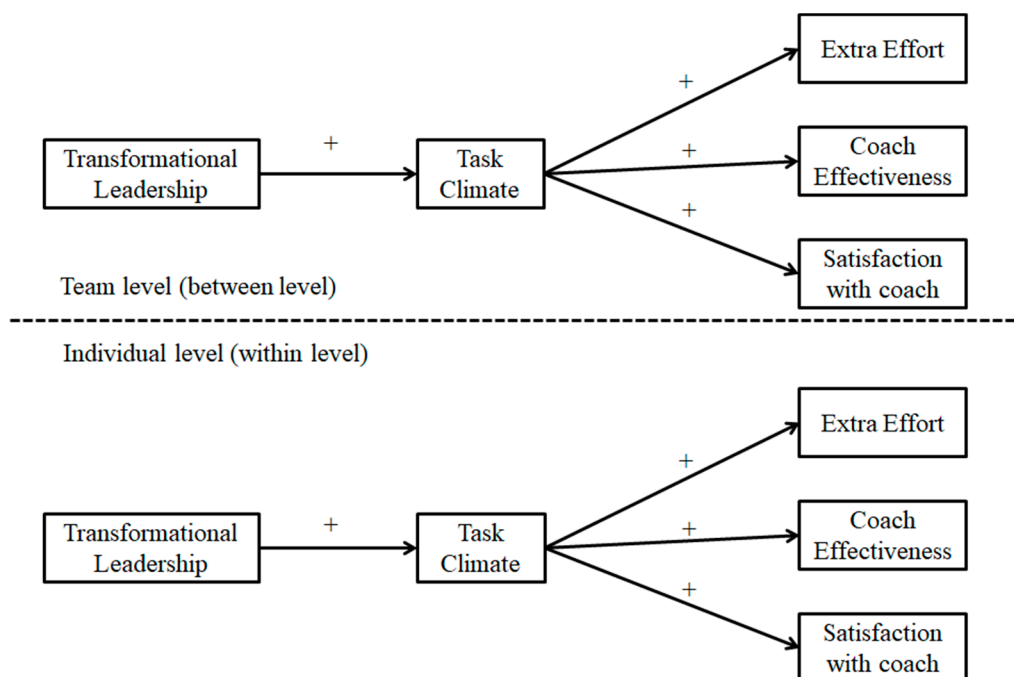 Extra Effort
+
+
Transformational
Leadership
Task
Climate
+
Coach
Effectiveness
+
Satisfaction
with coach
Team level (between level)
Individual level (within level)
Extra Effort
+
+
Transformational
Leadership
Task
Climate
+
Coach
Effectiveness
+
Satisfaction
with coach